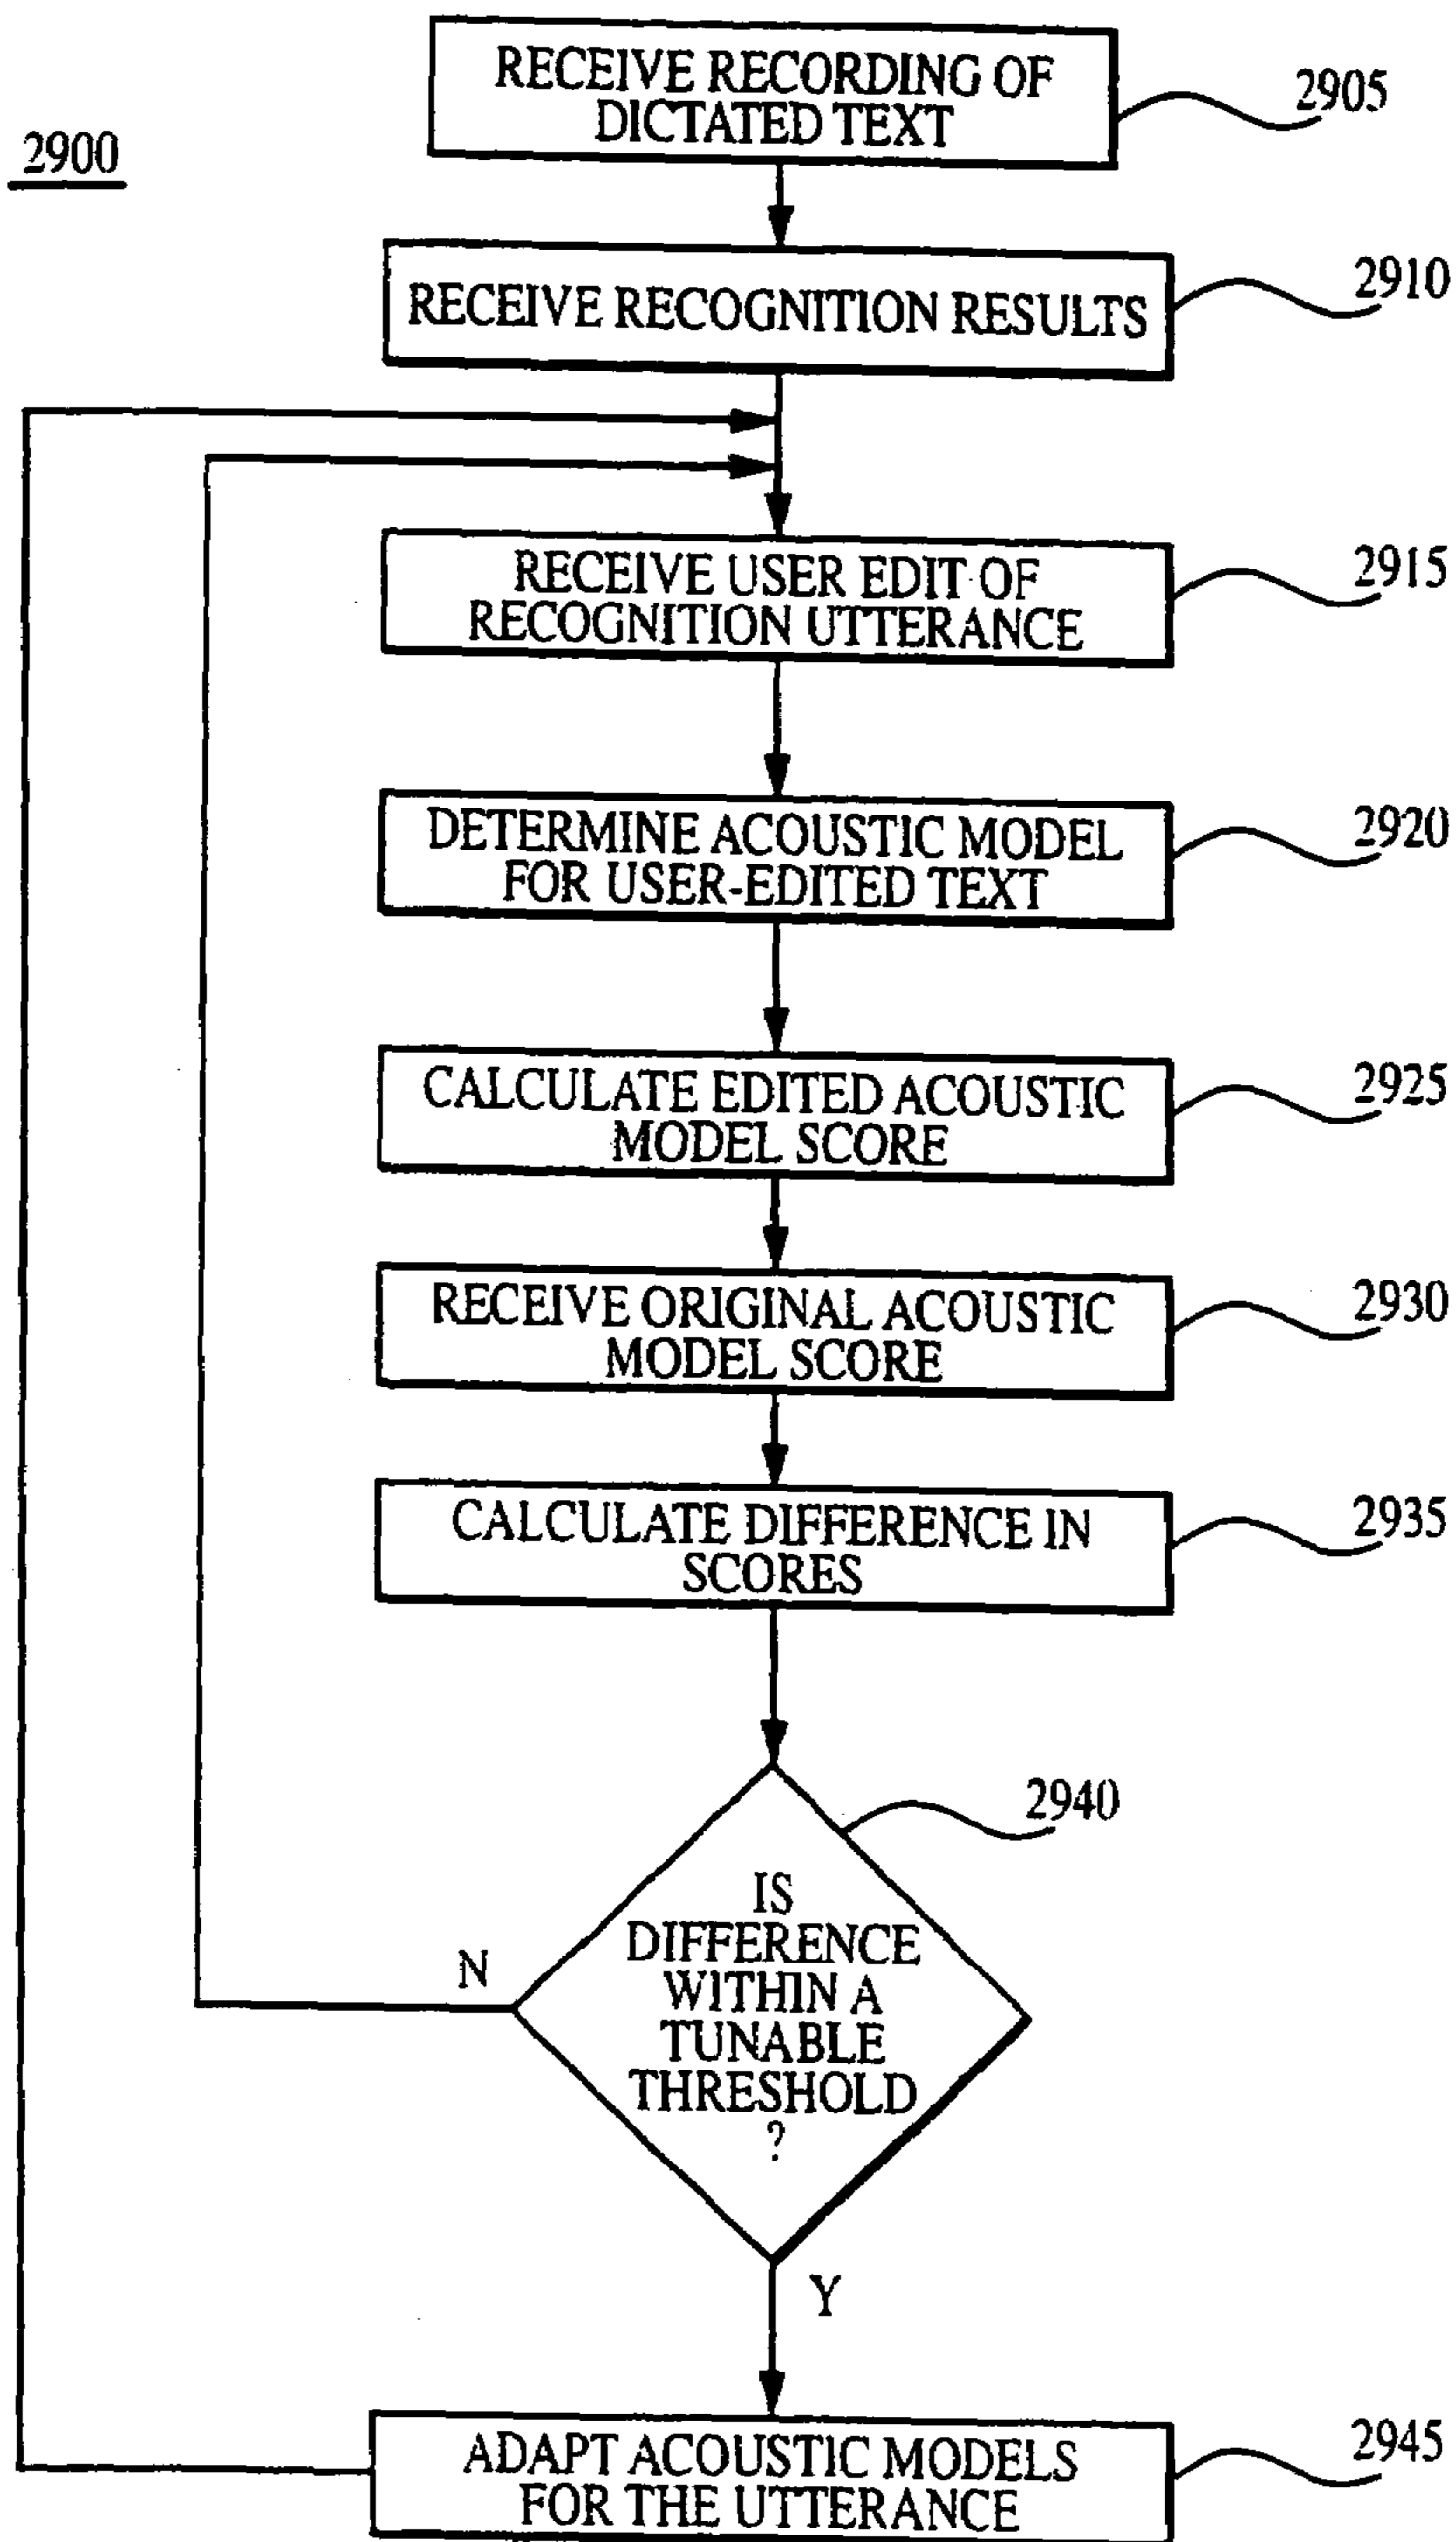 RECEIVE RECORDING OF
DICTATED TEXT
2905
2900
RECEIVE RECOGNITION RESULTS
2910
RECEIVE USER EDIT OF
RECOGNITION UTTERANCE
2915
DETERMINE ACOUSTIC MODEL
FOR USER-EDITED TEXT
2920
CALCULATE EDITED ACOUSTIC
MODEL SCORE
2925
RECEIVE ORIGINAL ACOUSTIC
MODEL SCORE
2930
CALCULATE DIFFERENCE IN
SCORES
2935
2940
IS
DIFFERENCE
WITHIN A
TUNABLE
THRESHOLD
?
N
Y
ADAPT ACOUSTIC MODELS
FOR THE UTTERANCE
2945